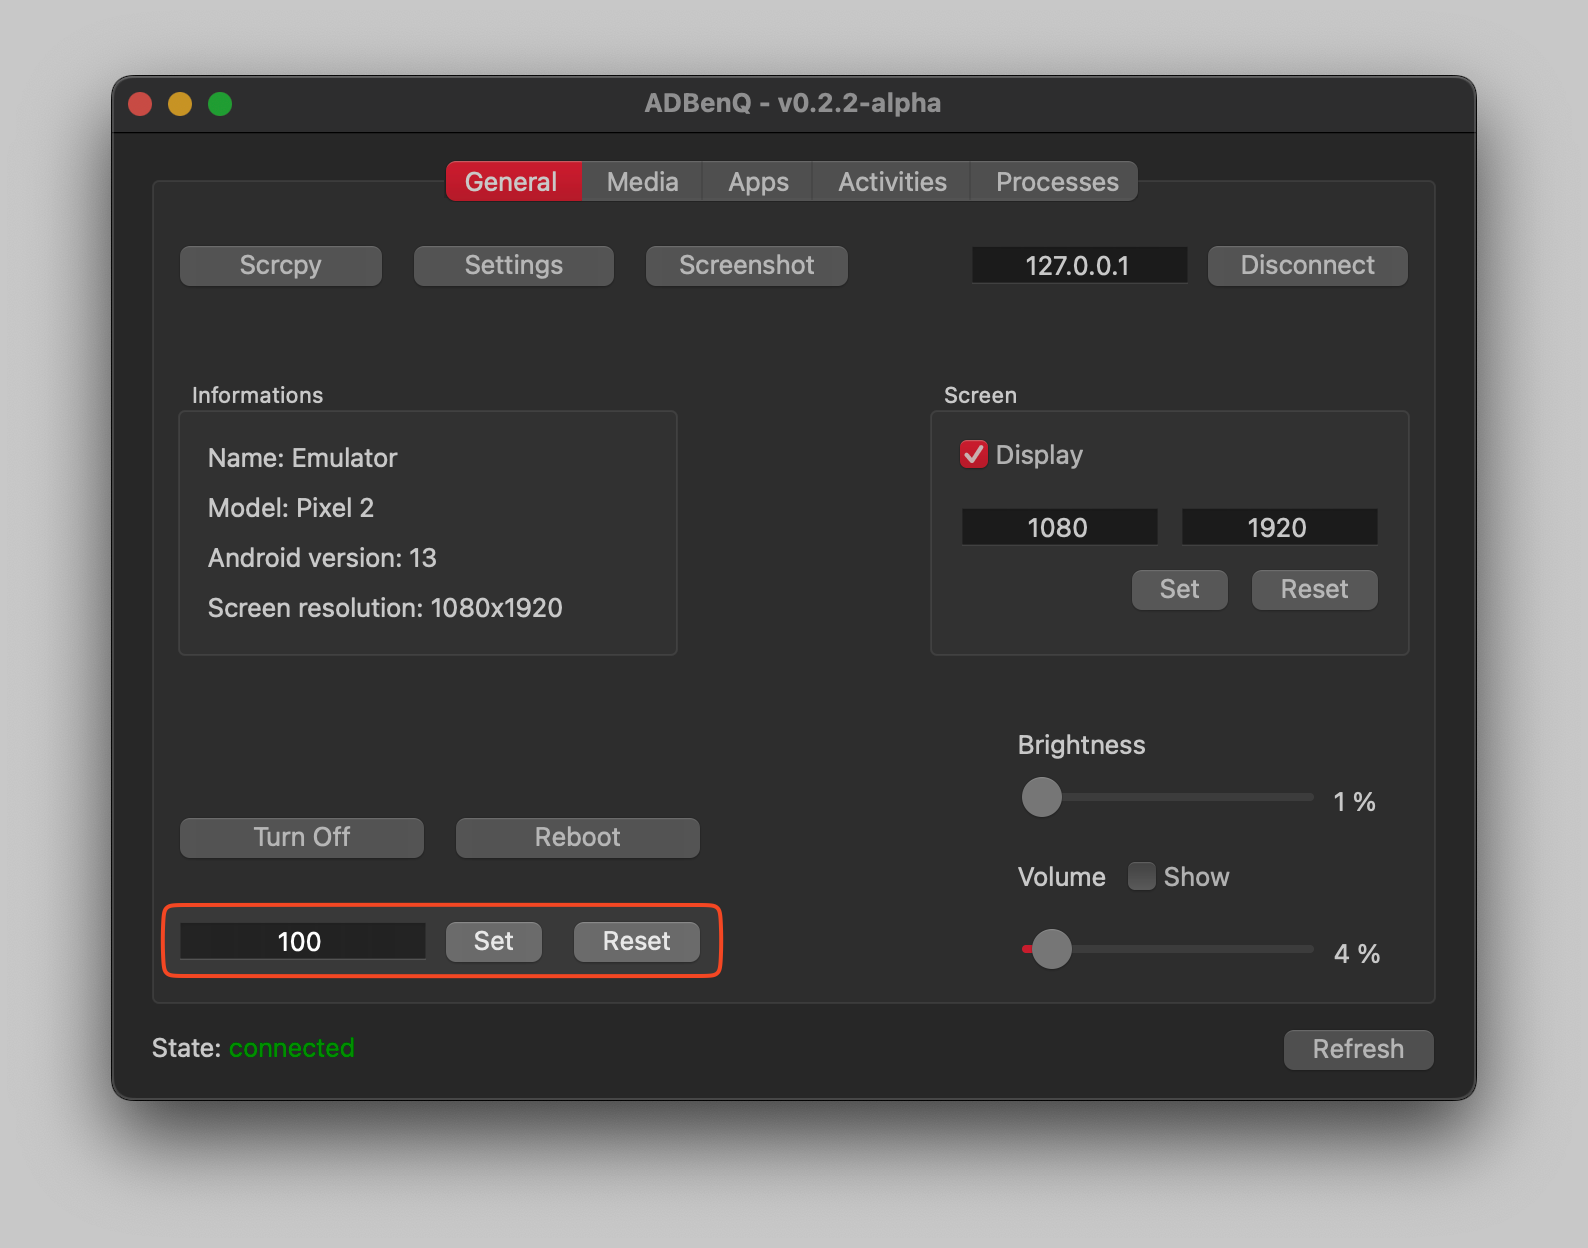 ADBenQ - v0.2.2-alpha
General Media Apps Activities Processes
Scrcpy Settings Screenshot 127.0.0.1 Disconnect
Informations
Name: Emulator
Model: Pixel 2
Android version: 13
Screen resolution: 1080x1920
Screen
Display
1080 1920
Set Reset
Brightness
1 %
Turn Off Reboot
Volume Show
4 %
100 Set Reset
State: connected
Refresh